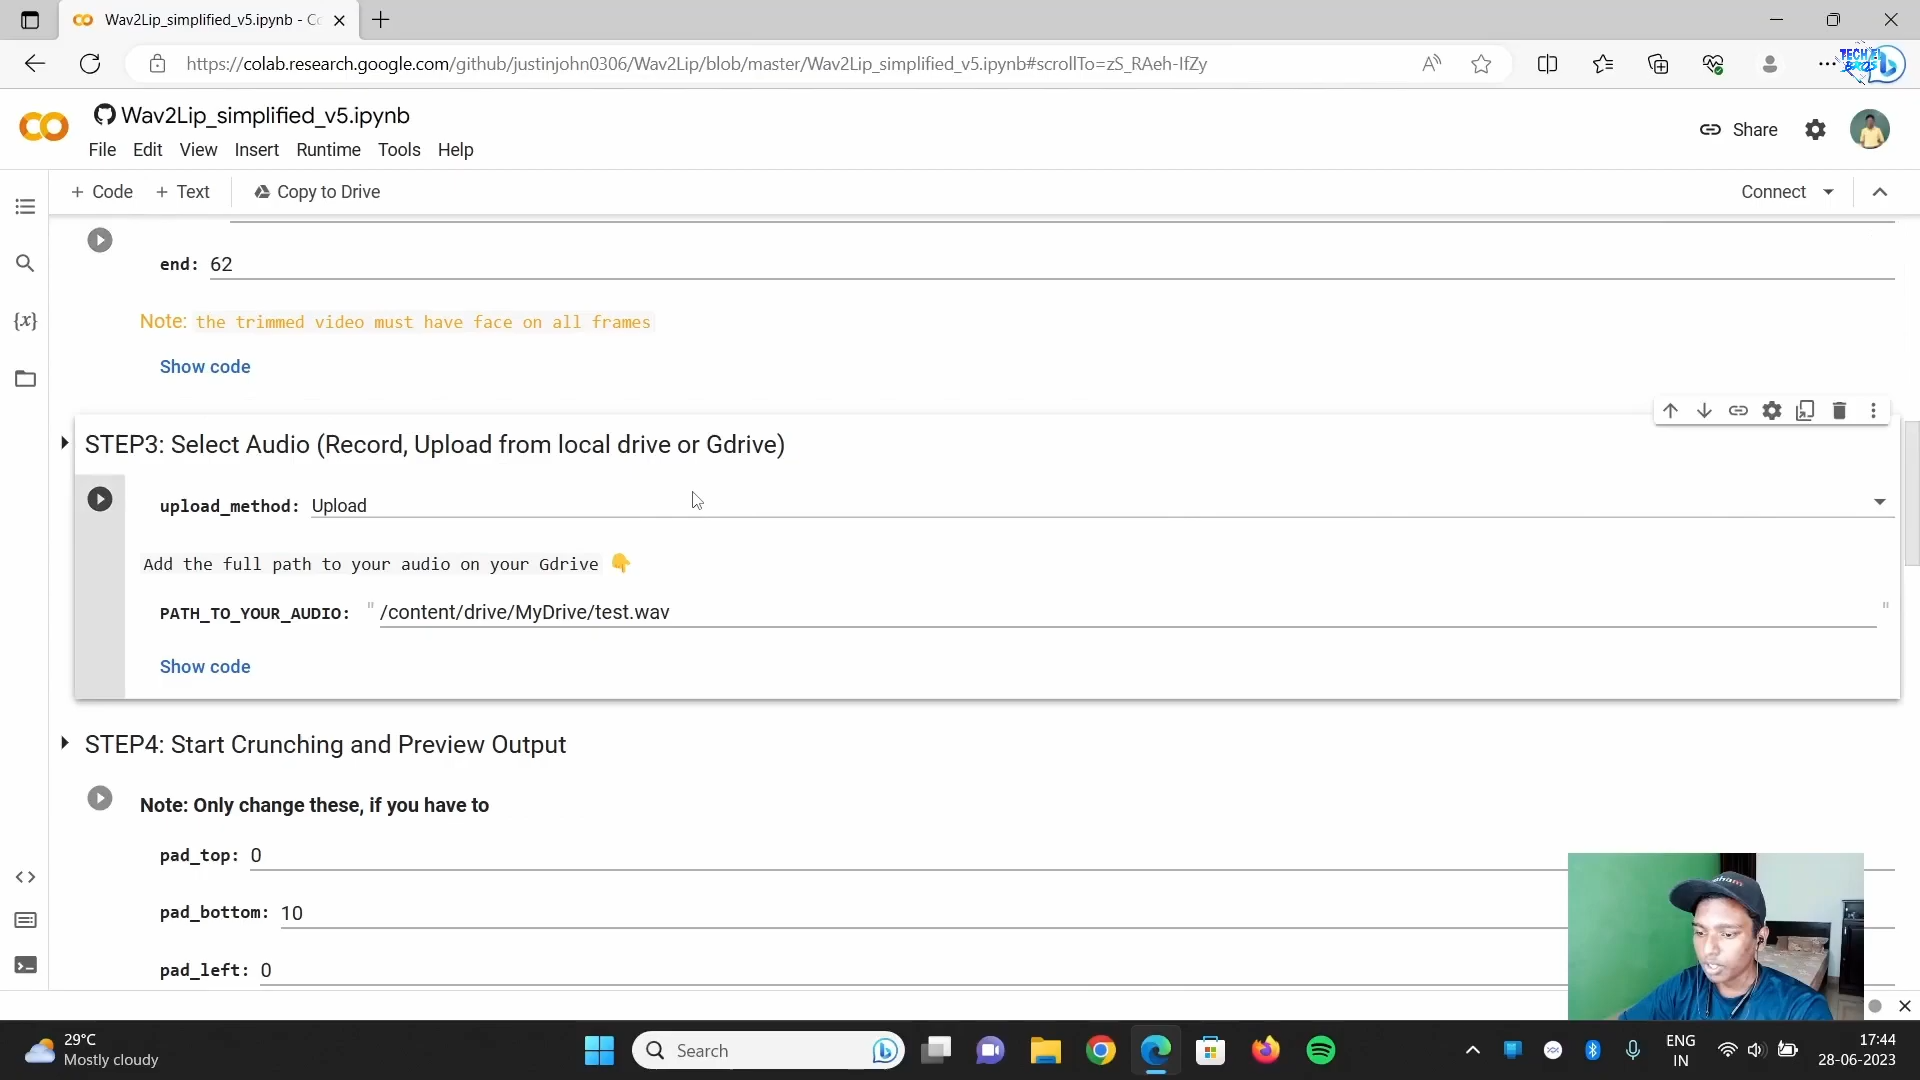 Wav2Lip_simplified_v5.ipynb - Co
https://colab.research.google.com/github/justinjohn0306/Wav2Lip/blob/master/Wav2Lip_simplified_v5.ipynb#scrollTo=zS_RAeh-IfZy
TECH
BROS
Wav2Lip_simplified_v5.ipynb
Share
File Edit View Insert Runtime Tools Help
+ Code + Text Copy to Drive
Connect
end: 62
{x}
Note: the trimmed video must have face on all frames
Show code
STEP3: Select Audio (Record, Upload from local drive or Gdrive)
upload_method: Upload
Add the full path to your audio on your Gdrive 👇
PATH_TO_YOUR_AUDIO: " /content/drive/MyDrive/test.wav "
Show code
STEP4: Start Crunching and Preview Output
Note: Only change these, if you have to
pad_top: 0
pad_bottom: 10
pad_left: 0
29°C
Mostly cloudy
Search
ENG
IN
17:44
28-06-2023